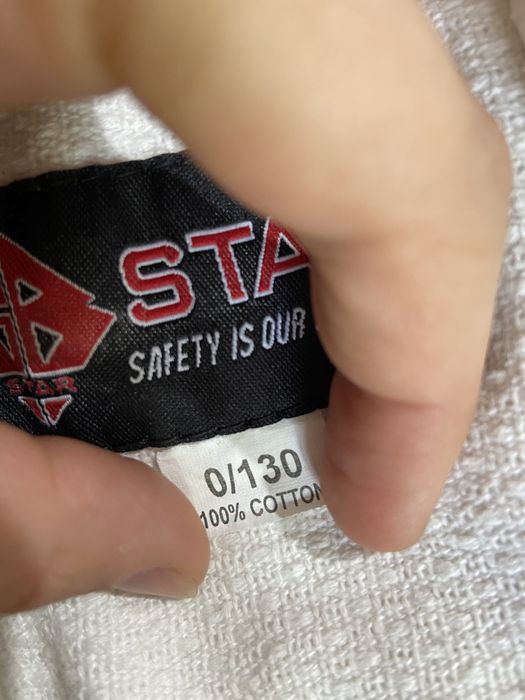 STAR
STA
SAFETY IS OUR
0/130
100% COTTON